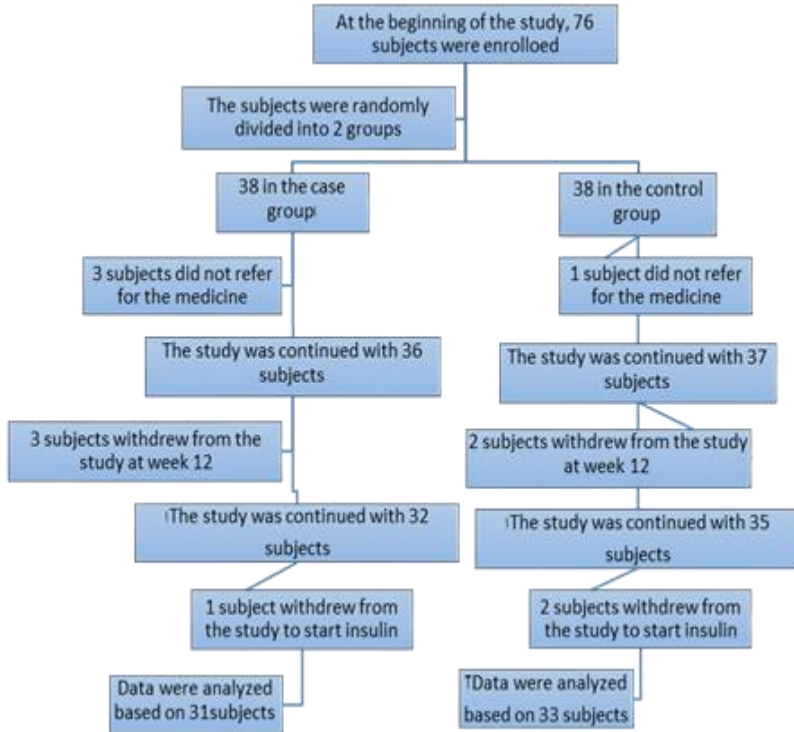 At the beginning of the study, 76
subjects were enrolloed
The subjects were randomly
divided into 2 groups
38 in the case
group
38 in the control
group
3 subjects did not refer
for the medicine
1 subject did not refer
for the medicine
The study was continued with 36
subjects
The study was continued with 37
subjects
3 subjects withdrew from the
study at week 12
2 subjects withdrew from the study
at week 12
The study was continued with 32
subjects
The study was continued with 35
subjects
1 subject withdrew from
the study to start insulin
2 subjects withdrew from
the study to start insulin
Data were analyzed
based on 31subjects
Data were analyzed
based on 33 subjects